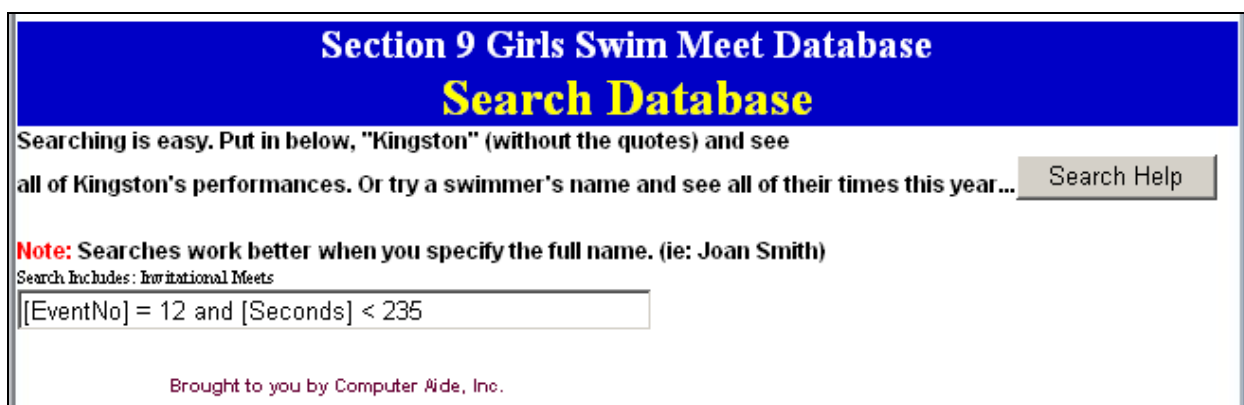 Section 9 Girls Swim Meet Database
Search Database
Searching is easy. Put in below, "Kingston" (without the quotes) and see
all of Kingston's performances. Or try a swimmer's name and see all of their times this year... Search Help
Note: Searches work better when you specify the full name. (ie: Joan Smith)
Search Includes: Invitational Meets
[EventNo] = 12 and [Seconds] < 235
Brought to you by Computer Aide, Inc.